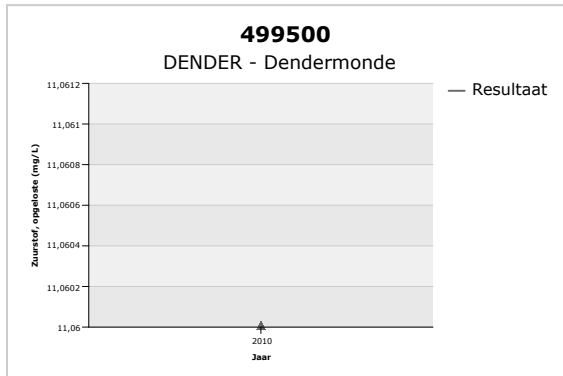 499500
DENDER - Dendermonde
Resultaat
Zuurstof, opgeloste (mg/L)
11,0612
11,061
11,0608
11,0606
11,0604
11,0602
11,06
2010
Jaar